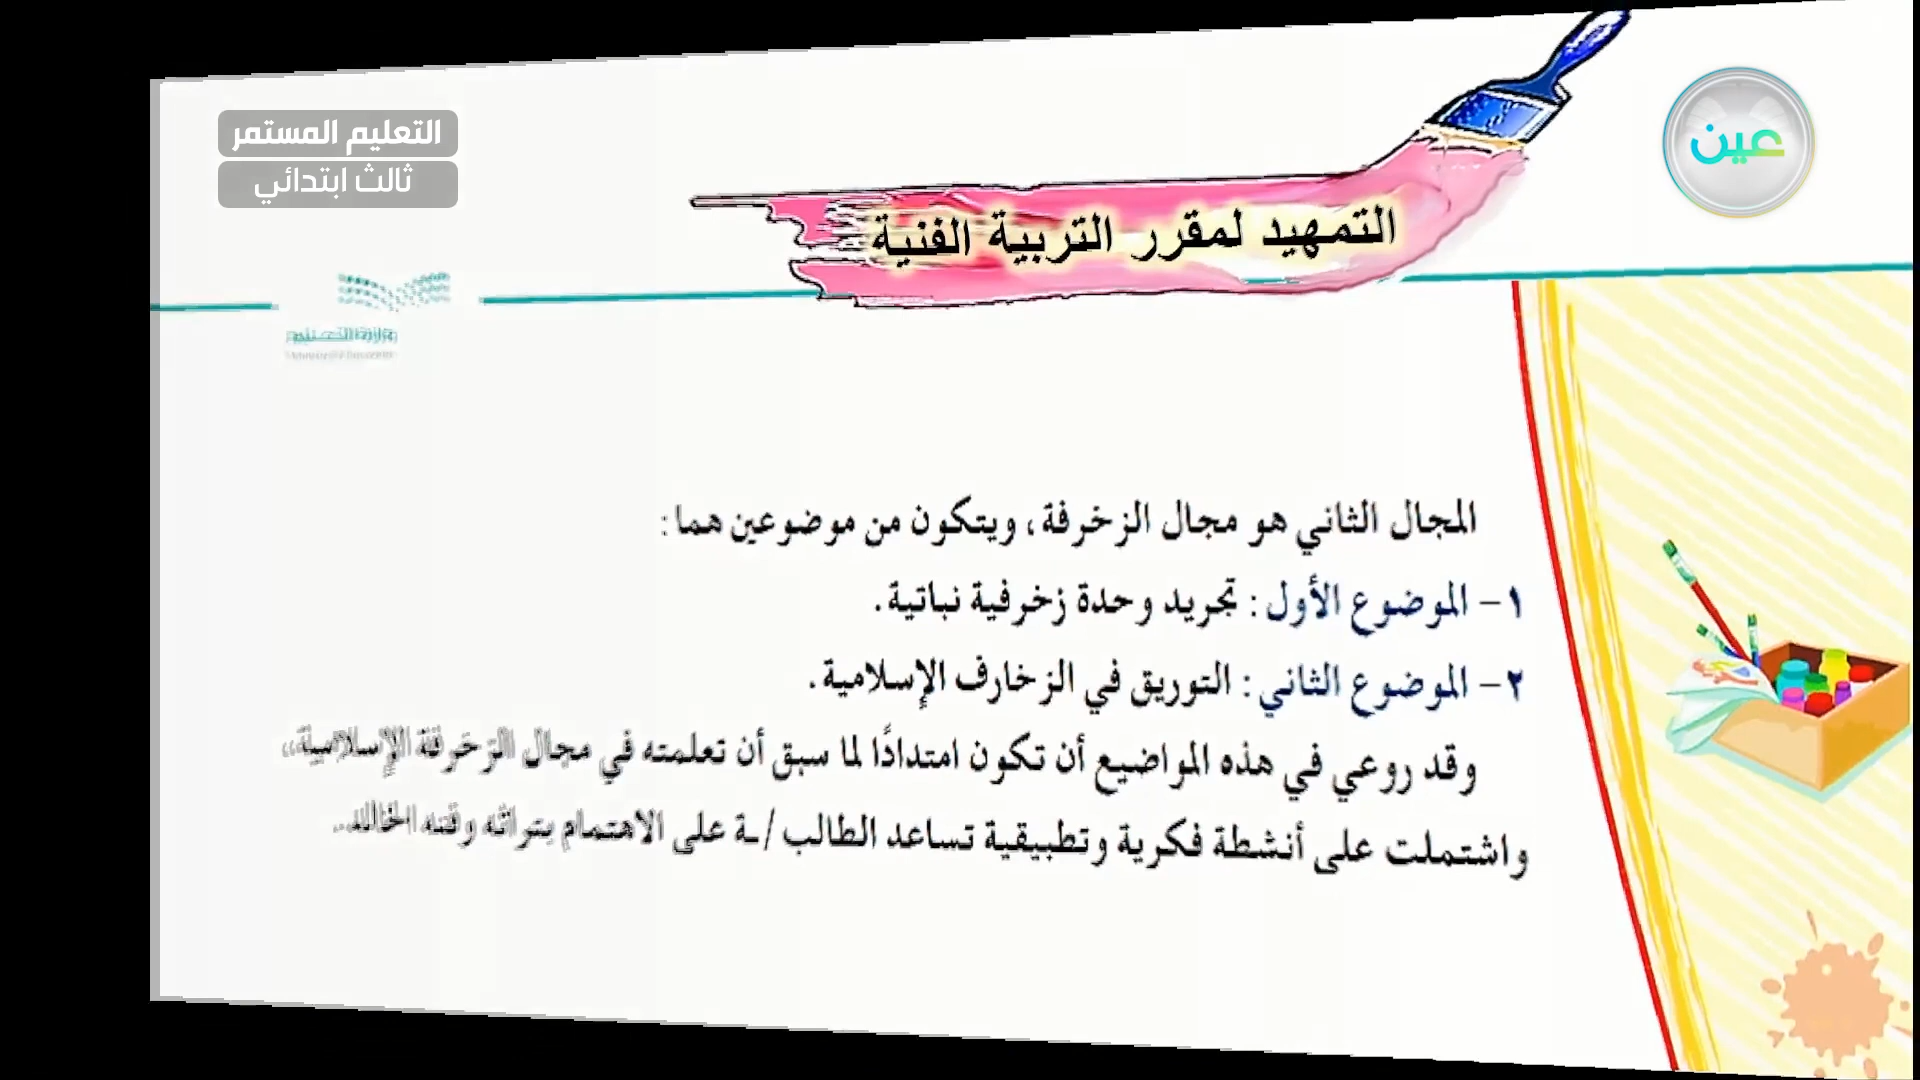 التعليم المستمر
ثالث ابتدائي
عين
التمهيد لمقرر التربية الفنية
وزارة التعليم
المجال الثاني هو مجال الزخرفة، ويتكون من موضوعين هما:
١- الموضوع الأول: تجريد وحدة زخرفية نباتية.
٢- الموضوع الثاني: التوريق في الزخارف الإسلامية.
وقد روعي في هذه المواضيع أن تكون امتدادًا لما سبق أن تعلمته في مجال الزخرفة الإسلامية،
واشتملت على أنشطة فكرية وتطبيقية تساعد الطالب/ـة على الاهتمام بتراثه وفنه الخالد.